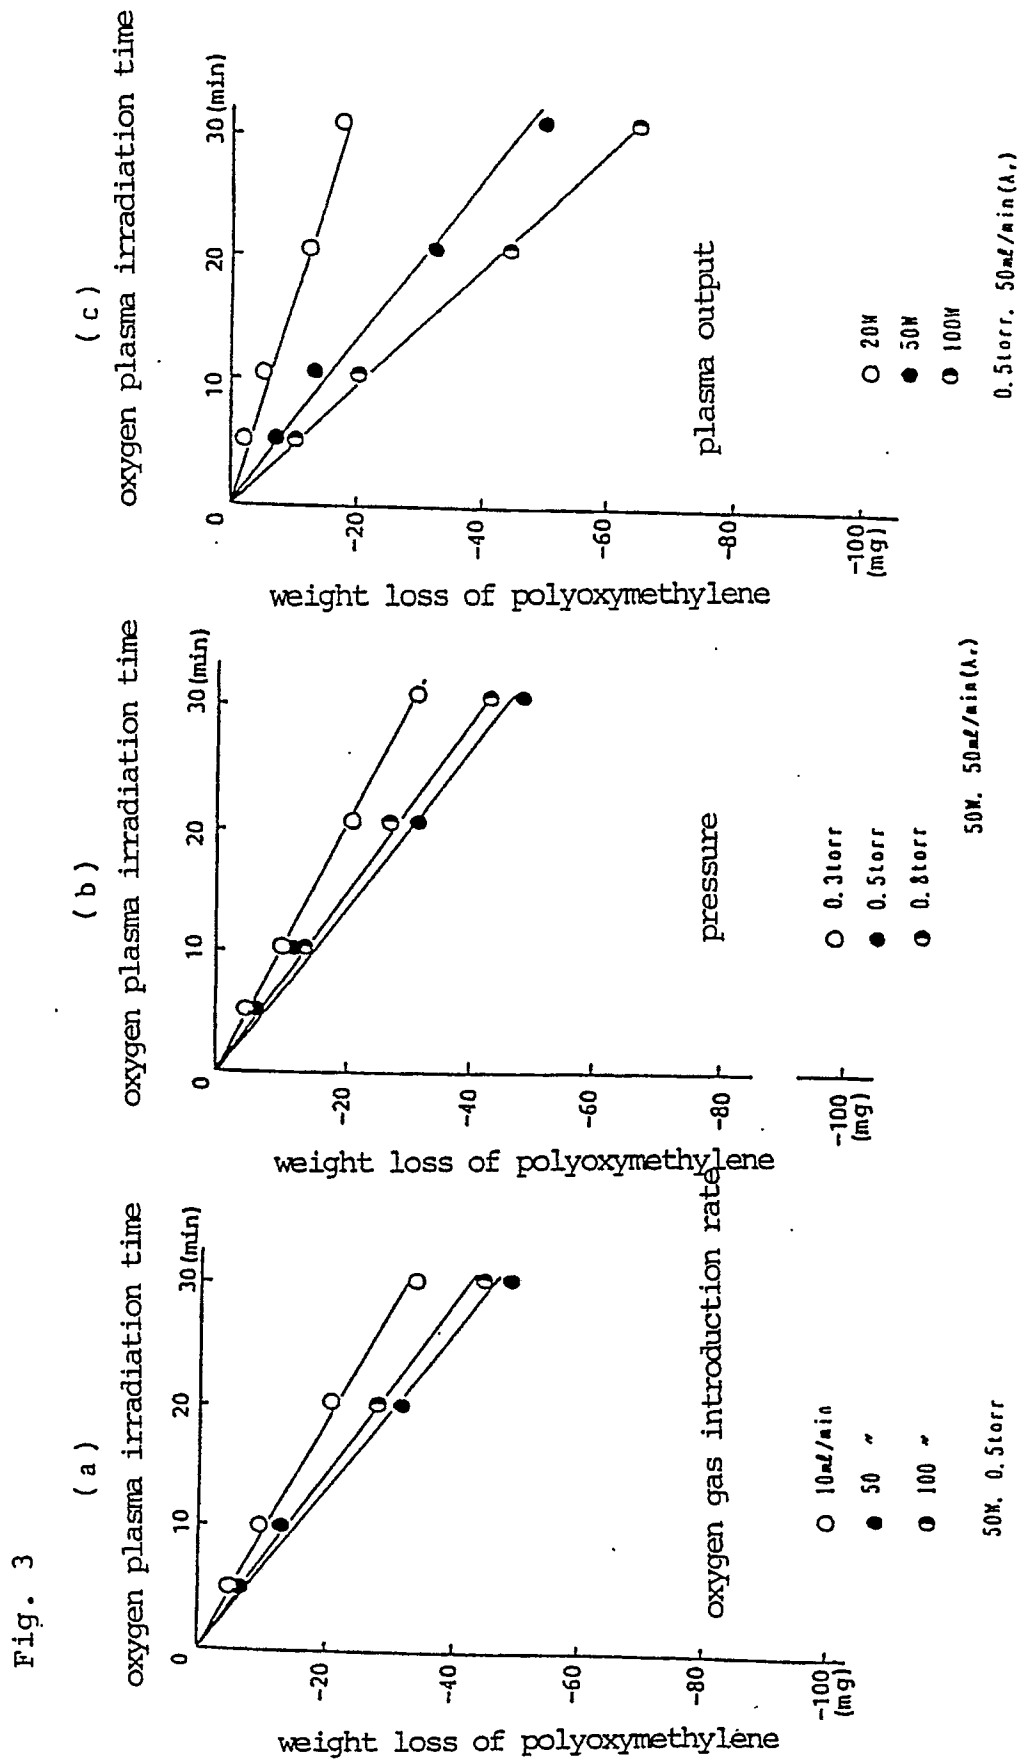 Fig. 3
(a)
oxygen plasma irradiation time
0
10
20
30 (min)
-20
-40
-60
-80
-100
(mg)
weight loss of polyoxymethylene
oxygen gas introduction rate
10ml/min
50 〃
100 〃
50W. 0.5torr
(b)
oxygen plasma irradiation time
0
10
20
30 (min)
-20
-40
-60
-80
-100
(mg)
weight loss of polyoxymethylene
pressure
0.3torr
0.5torr
0.8torr
50W. 50ml/min(Ar)
(c)
oxygen plasma irradiation time
0
10
20
30 (min)
-20
-40
-60
-80
-100
(mg)
weight loss of polyoxymethylene
plasma output
20W
50W
100W
0.5torr. 50ml/min(Ar)